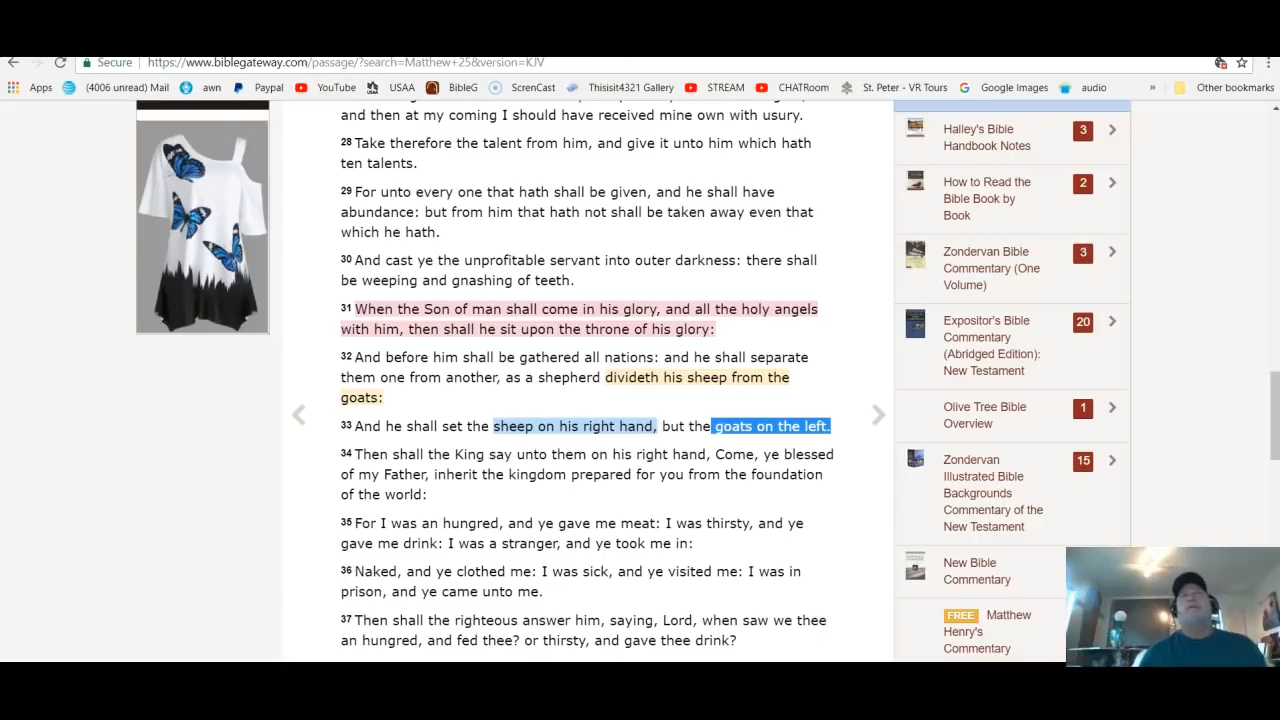 Secure https://www.biblegateway.com/passage/?search=Matthew+25&version=KJV
Apps (4006 unread) Mail awn Paypal YouTube USAA BibleG ScrenCast Thisisit4321 Gallery STREAM CHATRoom St. Peter - VR Tours Google Images audio » Other bookmarks
and then at my coming I should have received mine own with usury.
28 Take therefore the talent from him, and give it unto him which hath
ten talents.
29 For unto every one that hath shall be given, and he shall have
abundance: but from him that hath not shall be taken away even that
which he hath.
30 And cast ye the unprofitable servant into outer darkness: there shall
be weeping and gnashing of teeth.
31 When the Son of man shall come in his glory, and all the holy angels
with him, then shall he sit upon the throne of his glory:
32 And before him shall be gathered all nations: and he shall separate
them one from another, as a shepherd divideth his sheep from the
goats:
33 And he shall set the sheep on his right hand, but the goats on the left.
34 Then shall the King say unto them on his right hand, Come, ye blessed
of my Father, inherit the kingdom prepared for you from the foundation
of the world:
35 For I was an hungred, and ye gave me meat: I was thirsty, and ye
gave me drink: I was a stranger, and ye took me in:
36 Naked, and ye clothed me: I was sick, and ye visited me: I was in
prison, and ye came unto me.
37 Then shall the righteous answer him, saying, Lord, when saw we thee
an hungred, and fed thee? or thirsty, and gave thee drink?
Halley's Bible 3
Handbook Notes
How to Read the 2
Bible Book by
Book
Zondervan Bible 3
Commentary (One
Volume)
Expositor's Bible 20
Commentary
(Abridged Edition):
New Testament
Olive Tree Bible 1
Overview
Zondervan 15
Illustrated Bible
Backgrounds
Commentary of the
New Testament
New Bible
Commentary
FREE Matthew
Henry's
Commentary